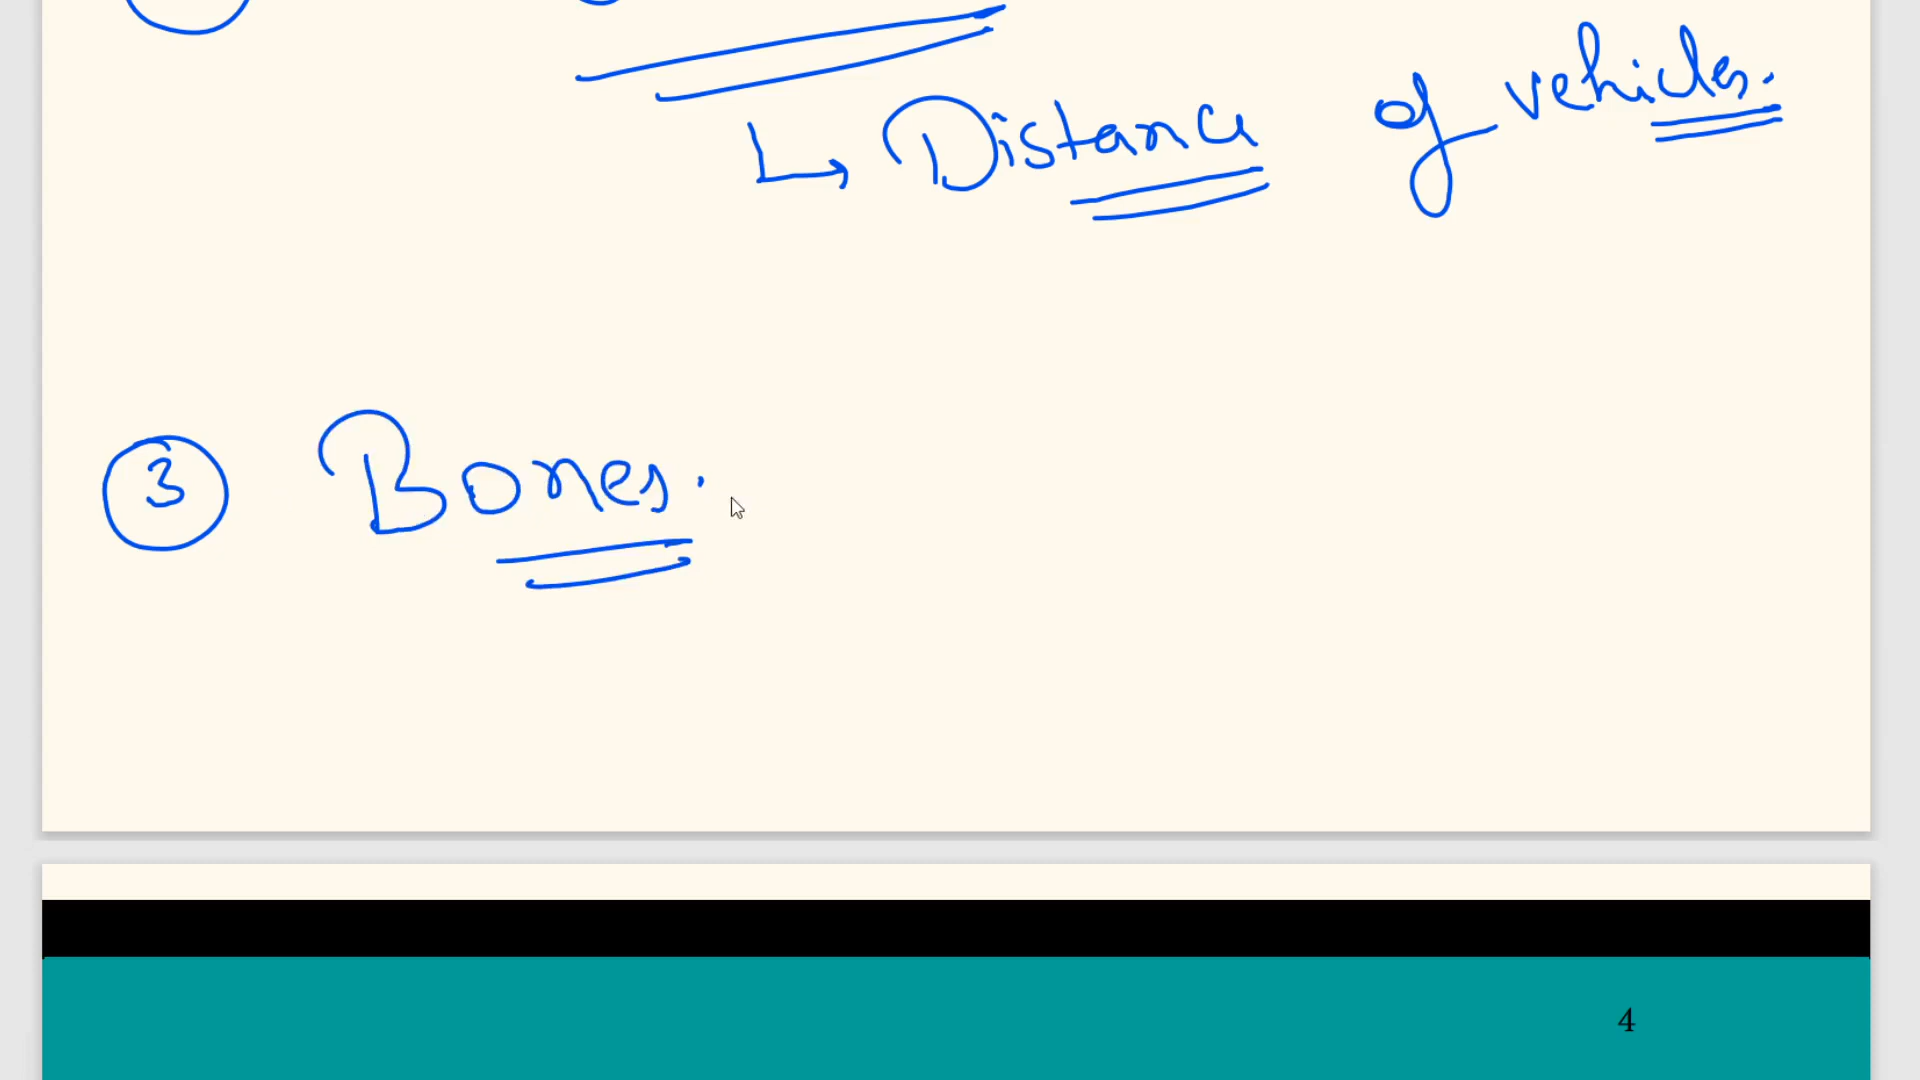 ↳ Distance of vehicles.
③ Bones.
4